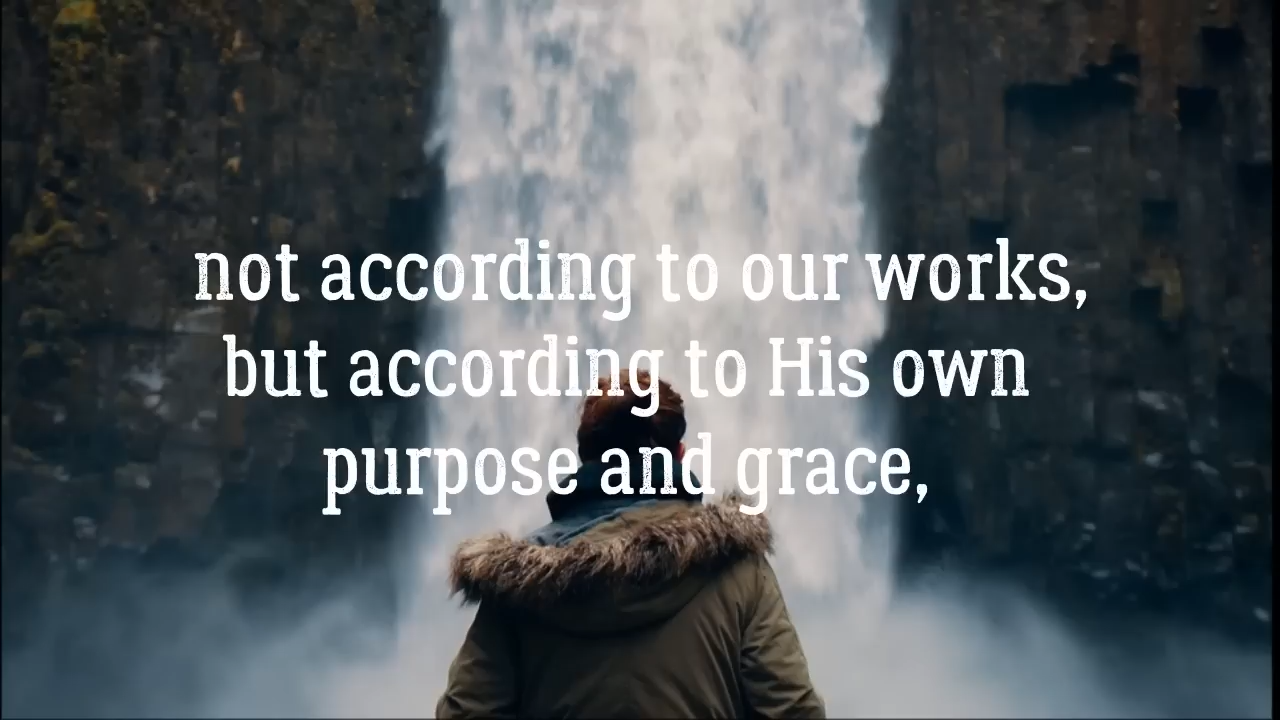 not according to our works,
but according to His own
purpose and grace,